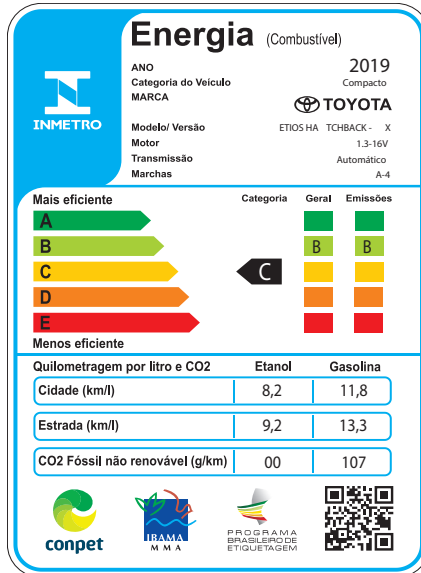 Energia (Combustível)
INMETRO
ANO 2019
Categoria do Veículo Compacto
MARCA TOYOTA
Modelo/ Versão ETIOS HA TCHBACK - X
Motor 1.3-16V
Transmissão Automático
Marchas A-4
Mais eficiente Categoria Geral Emissões
A
B B B
C C
D
E
Menos eficiente
Quilometragem por litro e CO2 Etanol Gasolina
Cidade (km/l) 8,2 11,8
Estrada (km/l) 9,2 13,3
CO2 Fóssil não renovável (g/km) 00 107
conpet
IBAMA
MMA
PROGRAMA
BRASILEIRO DE
ETIQUETAGEM